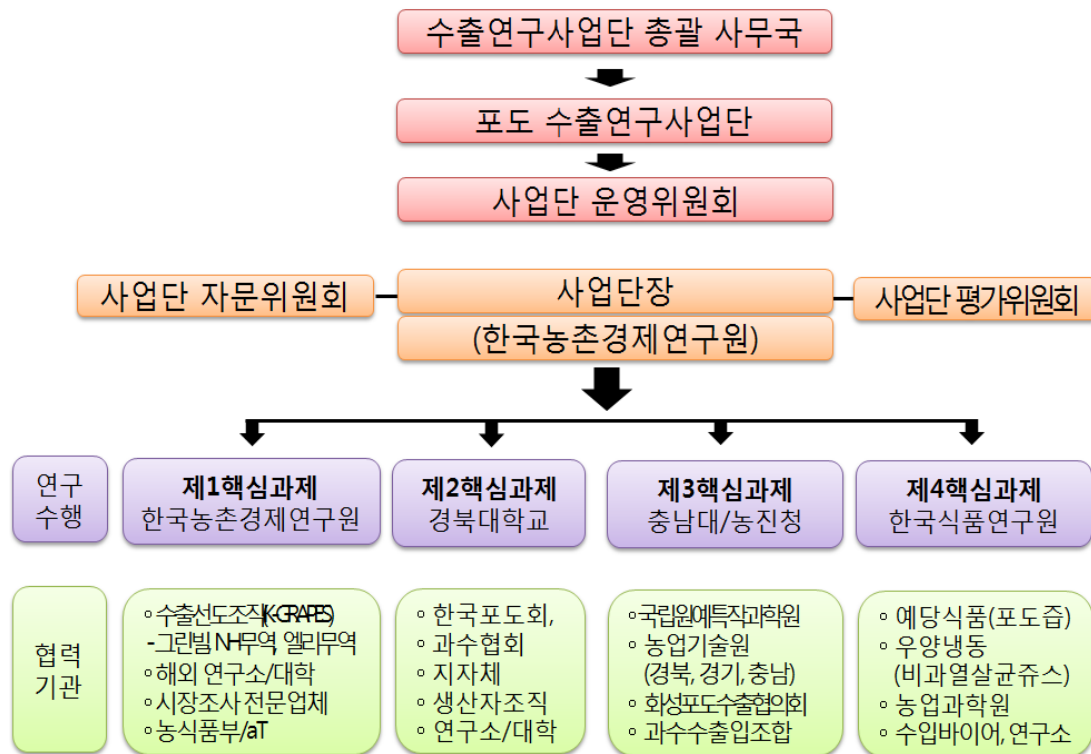 수출연구사업단 총괄 사무국
포도 수출연구사업단
사업단 운영위원회
사업단 자문위원회
사업단장
(한국농촌경제연구원)
사업단 평가위원회
연구
수행
제1핵심과제
한국농촌경제연구원
제2핵심과제
경북대학교
제3핵심과제
충남대/농진청
제4핵심과제
한국식품연구원
협력
기관
◦ 수출선도조직(K-GRAPES)
- 그린빌, NH무역, 엘리무역
◦ 해외 연구소/대학
◦ 시장조사 전문업체
◦ 농식품부/aT
◦ 한국포도회,
◦ 과수협회
◦ 지자체
◦ 생산자조직
◦ 연구소/대학
◦ 국립원예특작과학원
◦ 농업기술원
(경북, 경기, 충남)
◦ 화성포도수출협의회
◦ 과수수출입조합
◦ 예당식품(포도즙)
◦ 우양냉동
(비과열살균쥬스)
◦ 농업과학원
◦ 수입바이어, 연구소